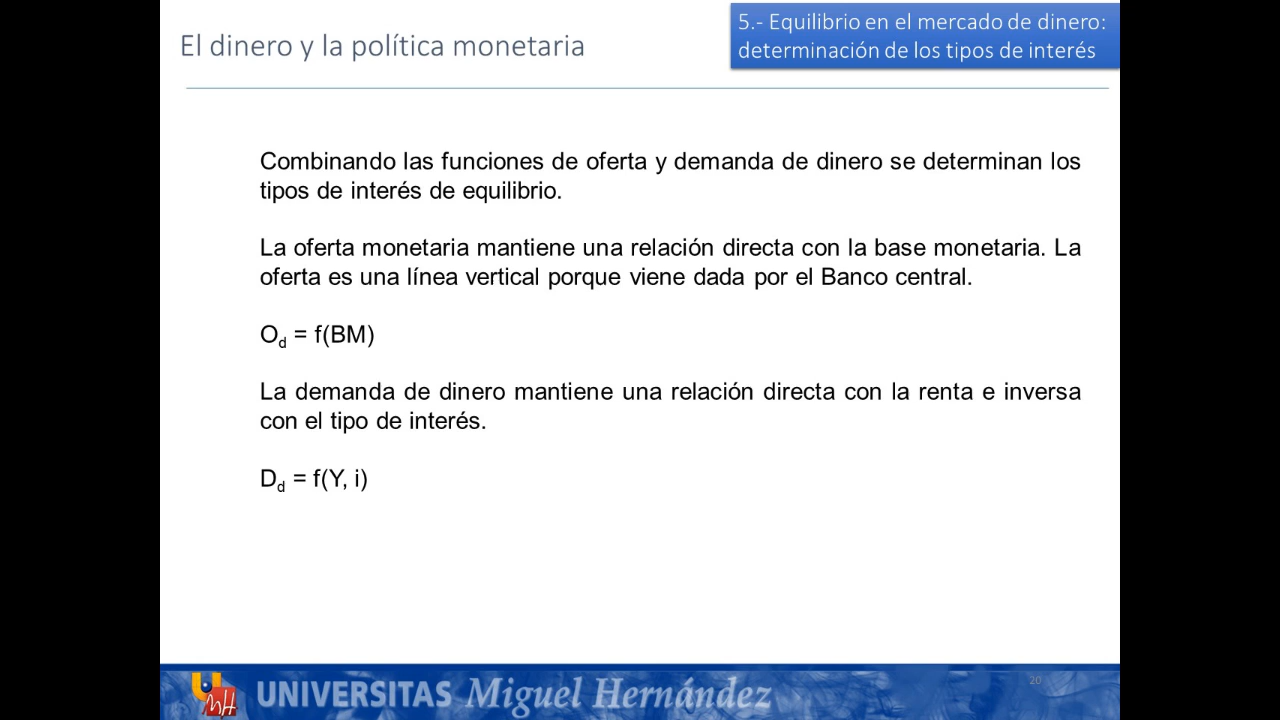 El dinero y la política monetaria
5.- Equilibrio en el mercado de dinero:
determinación de los tipos de interés
Combinando las funciones de oferta y demanda de dinero se determinan los
tipos de interés de equilibrio.
La oferta monetaria mantiene una relación directa con la base monetaria. La
oferta es una línea vertical porque viene dada por el Banco central.
Od = f(BM)
La demanda de dinero mantiene una relación directa con la renta e inversa
con el tipo de interés.
Dd = f(Y, i)
UMH UNIVERSITAS Miguel Hernández
20